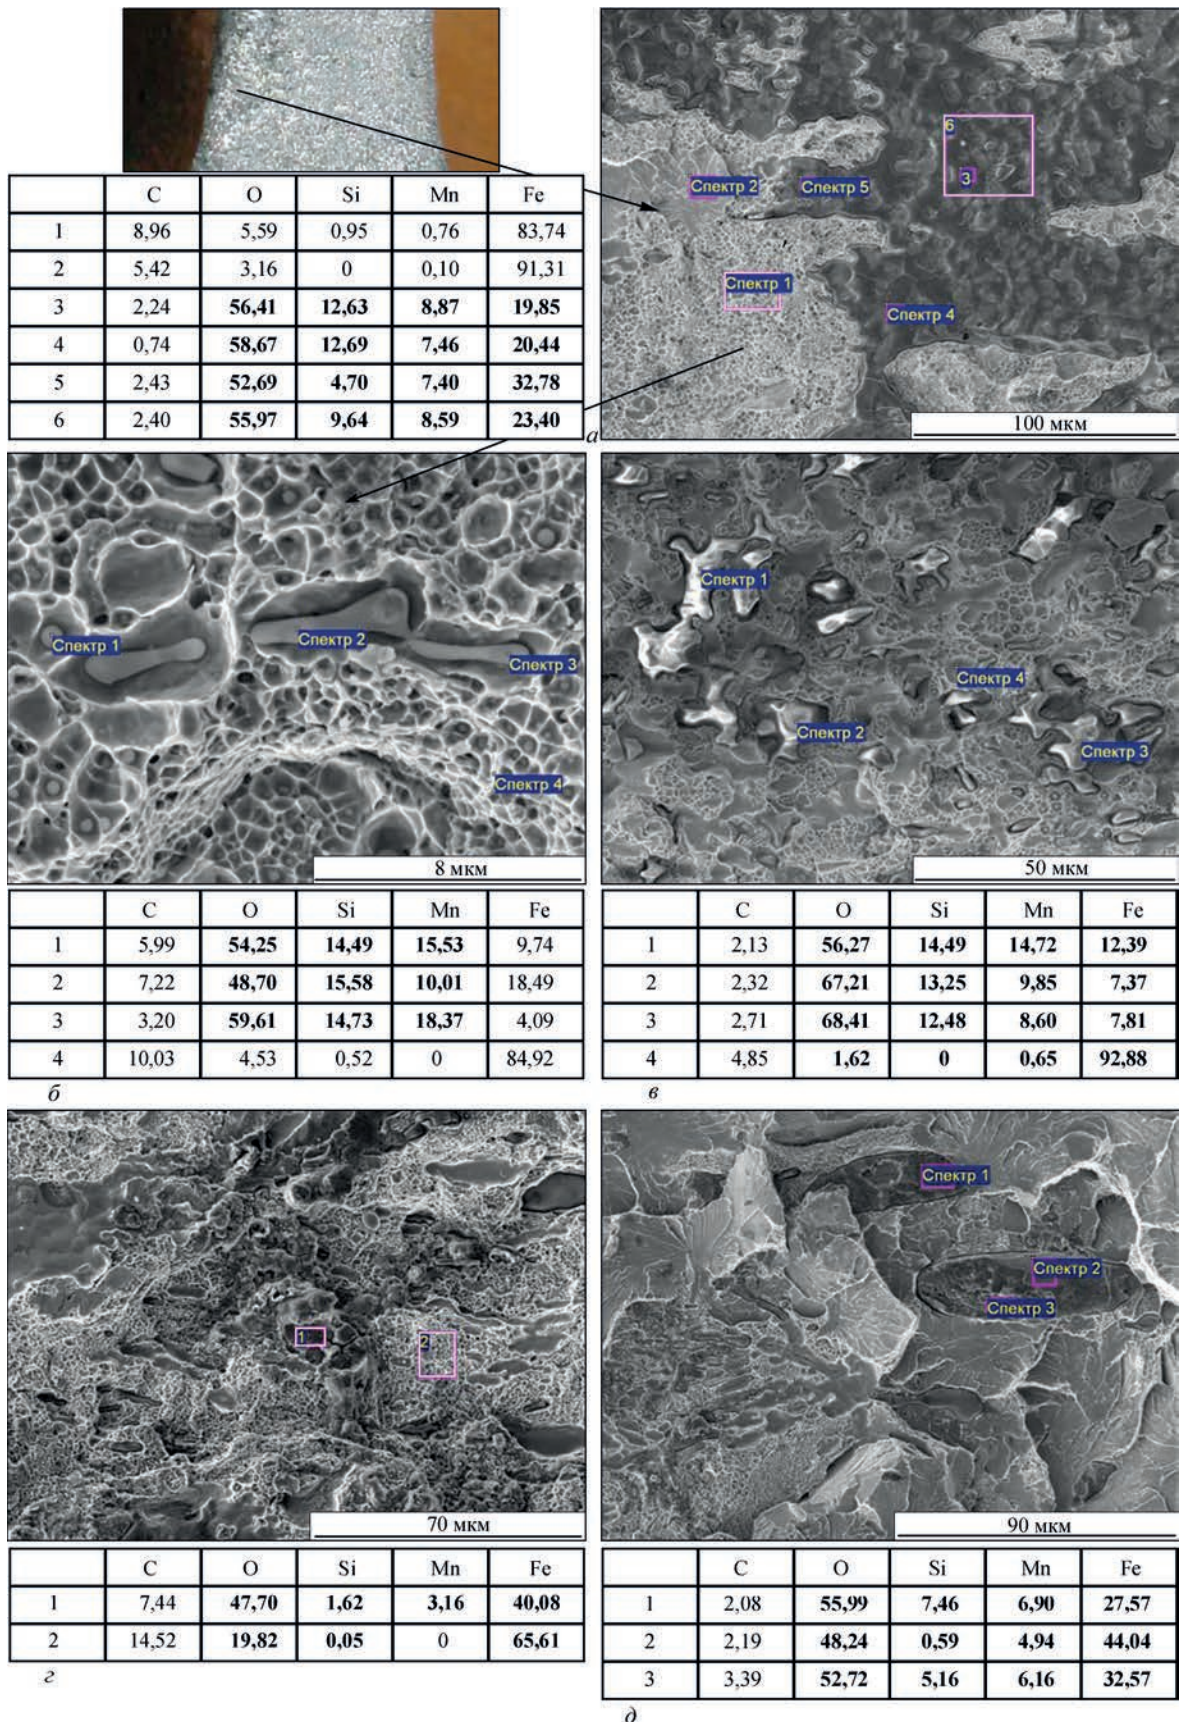 C O Si Mn Fe
1 8,96 5,59 0,95 0,76 83,74
2 5,42 3,16 0 0,10 91,31
3 2,24 56,41 12,63 8,87 19,85
4 0,74 58,67 12,69 7,46 20,44
5 2,43 52,69 4,70 7,40 32,78
6 2,40 55,97 9,64 8,59 23,40
6
3
Спектр 2
Спектр 5
Спектр 1
Спектр 4
100 мкм
а
Спектр 1
Спектр 2
Спектр 3
Спектр 4
8 мкм
C O Si Mn Fe
1 5,99 54,25 14,49 15,53 9,74
2 7,22 48,70 15,58 10,01 18,49
3 3,20 59,61 14,73 18,37 4,09
4 10,03 4,53 0,52 0 84,92
б
Спектр 1
Спектр 4
Спектр 2
Спектр 3
50 мкм
C O Si Mn Fe
1 2,13 56,27 14,49 14,72 12,39
2 2,32 67,21 13,25 9,85 7,37
3 2,71 68,41 12,48 8,60 7,81
4 4,85 1,62 0 0,65 92,88
в
1
2
70 мкм
C O Si Mn Fe
1 7,44 47,70 1,62 3,16 40,08
2 14,52 19,82 0,05 0 65,61
г
Спектр 1
Спектр 2
Спектр 3
90 мкм
C O Si Mn Fe
1 2,08 55,99 7,46 6,90 27,57
2 2,19 48,24 0,59 4,94 44,04
3 3,39 52,72 5,16 6,16 32,57
д